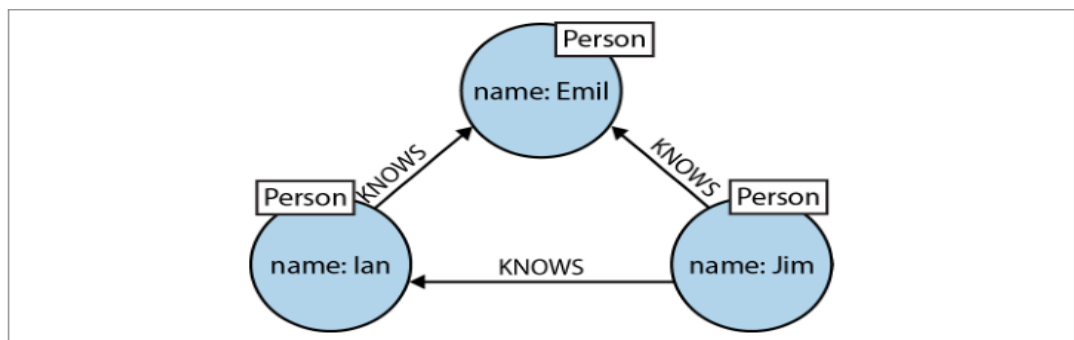 Person
name: Emil
KNOWS
KNOWS
Person
Person
name: Ian
KNOWS
name: Jim